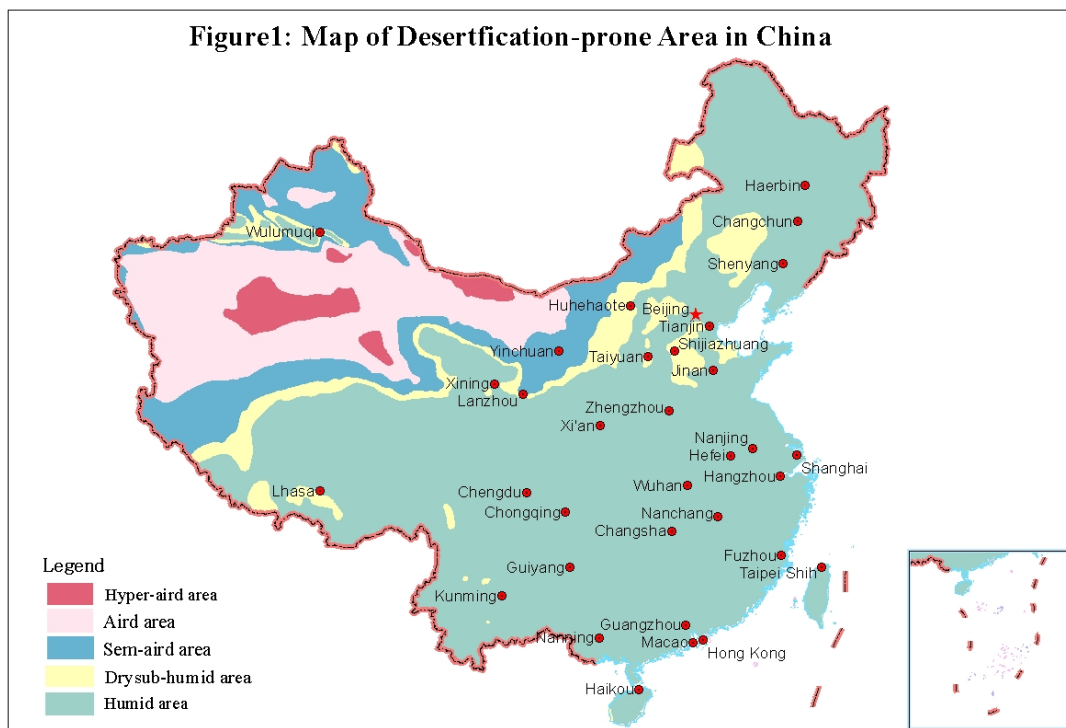 Figure1: Map of Desertfication-prone Area in China
Haerbin
Changchun
Wulumuqi
Shenyang
Huhehaote
Beijing
Tianjin
Yinchuan
Shijiazhuang
Taiyuan
Jinan
Xining
Lanzhou
Zhengzhou
Xi'an
Nanjing
Hefei
Shanghai
Hangzhou
Lhasa
Chengdu
Wuhan
Chongqing
Nanchang
Changsha
Fuzhou
Taipei Shih
Guiyang
Kunming
Guangzhou
Nanning
Macao
Hong Kong
Haikou
Legend
Hyper-aird area
Aird area
Sem-aird area
Drysub-humid area
Humid area